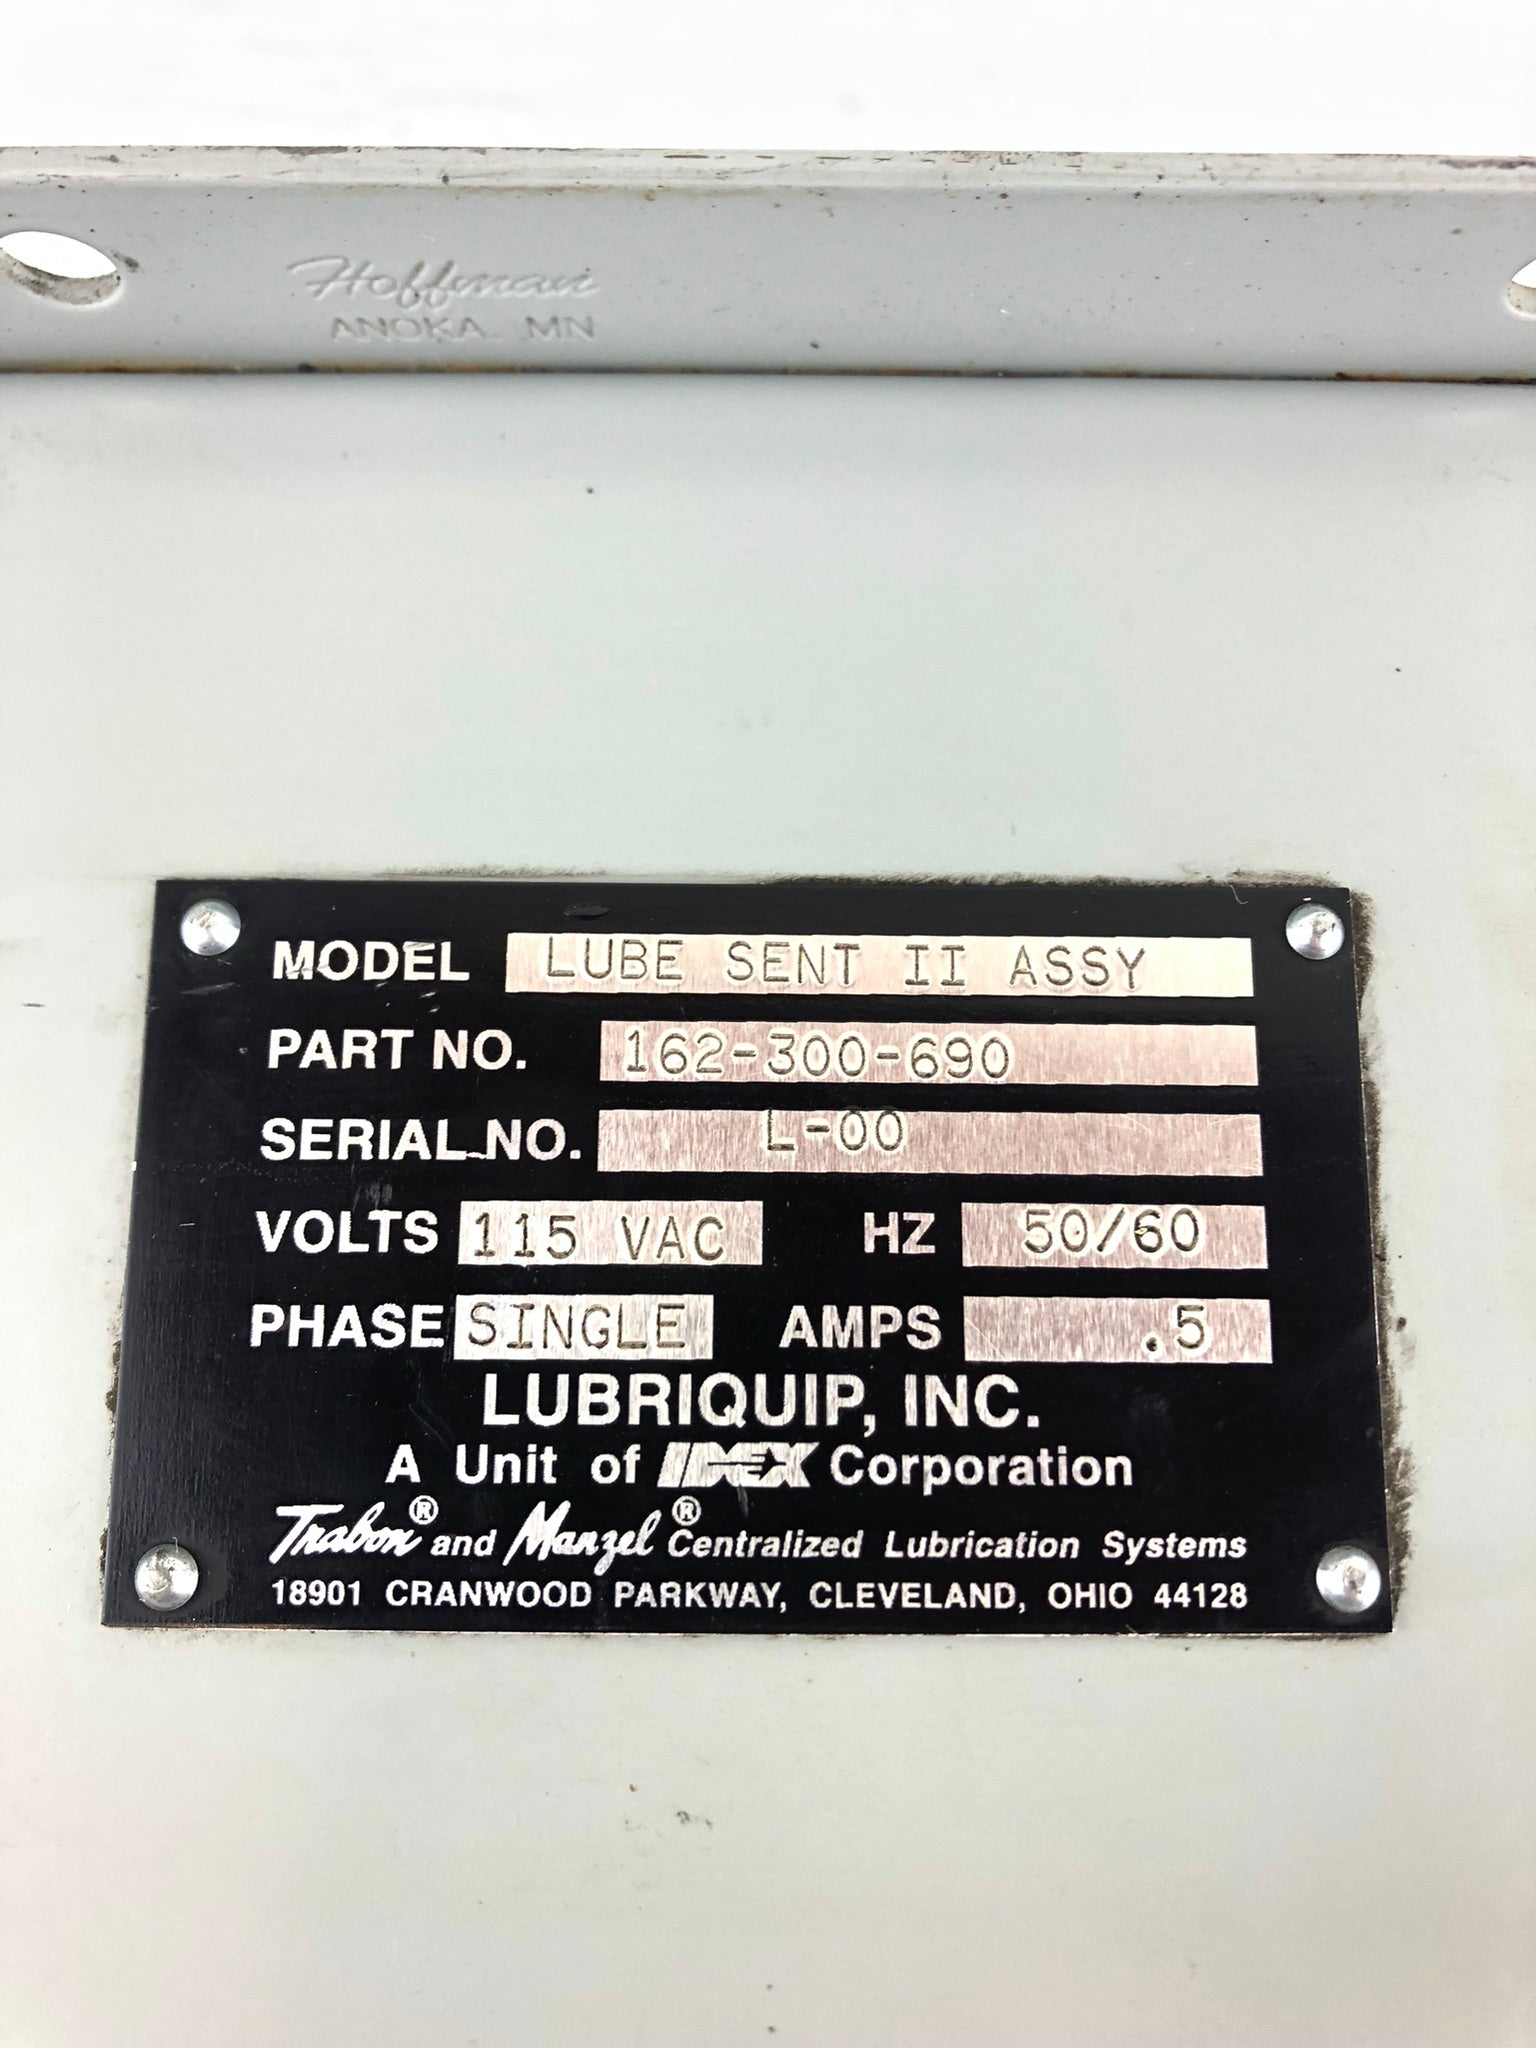 Hoffman
ANOKA. MN
MODEL LUBE SENT II ASSY
PART NO. 162-300-690
SERIAL NO. L-00
VOLTS 115 VAC HZ 50/60
PHASE SINGLE AMPS .5
LUBRIQUIP, INC.
A Unit of IDEX Corporation
Trabon® and Manzel® Centralized Lubrication Systems
18901 CRANWOOD PARKWAY, CLEVELAND, OHIO 44128